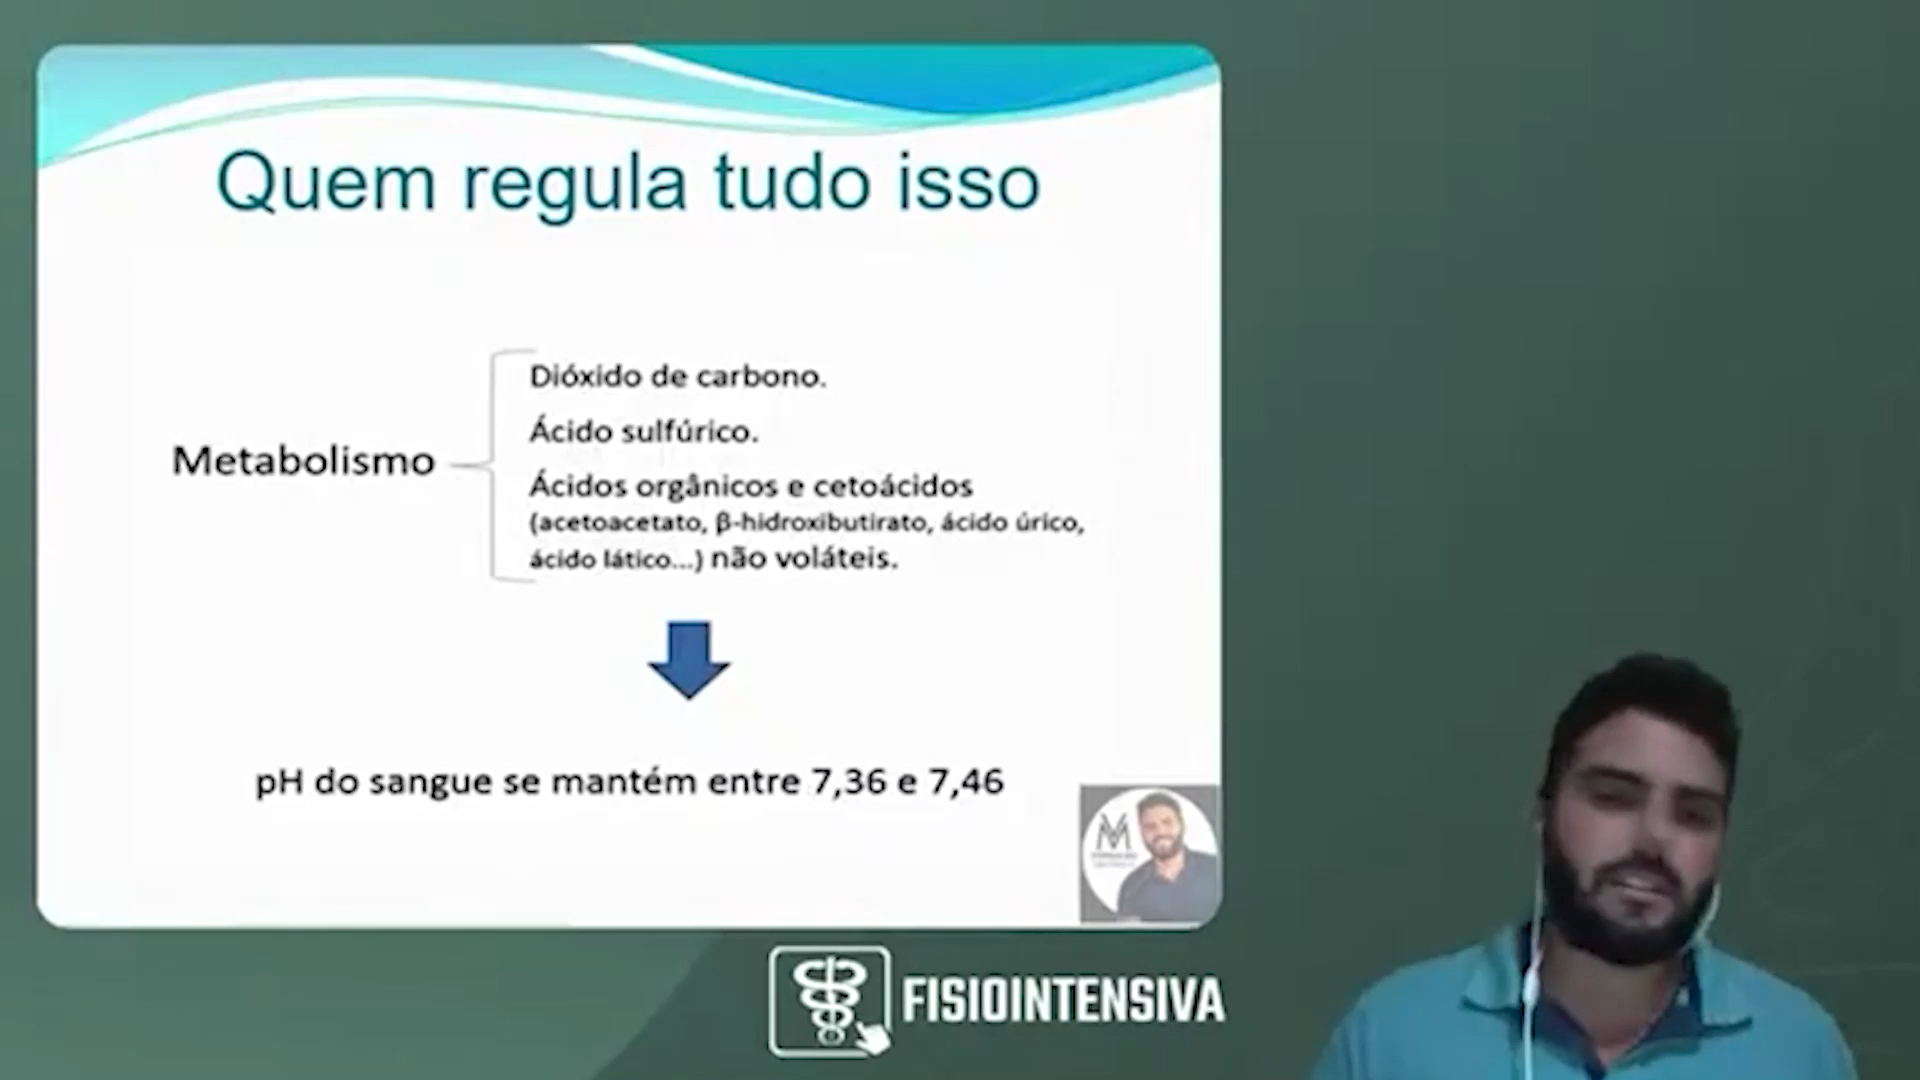 Quem regula tudo isso
Metabolismo
Dióxido de carbono.
Ácido sulfúrico.
Ácidos orgânicos e cetoácidos
(acetoacetato, β-hidroxibutirato, ácido úrico,
ácido lático...) não voláteis.
pH do sangue se mantém entre 7,36 e 7,46
FISIOINTENSIVA